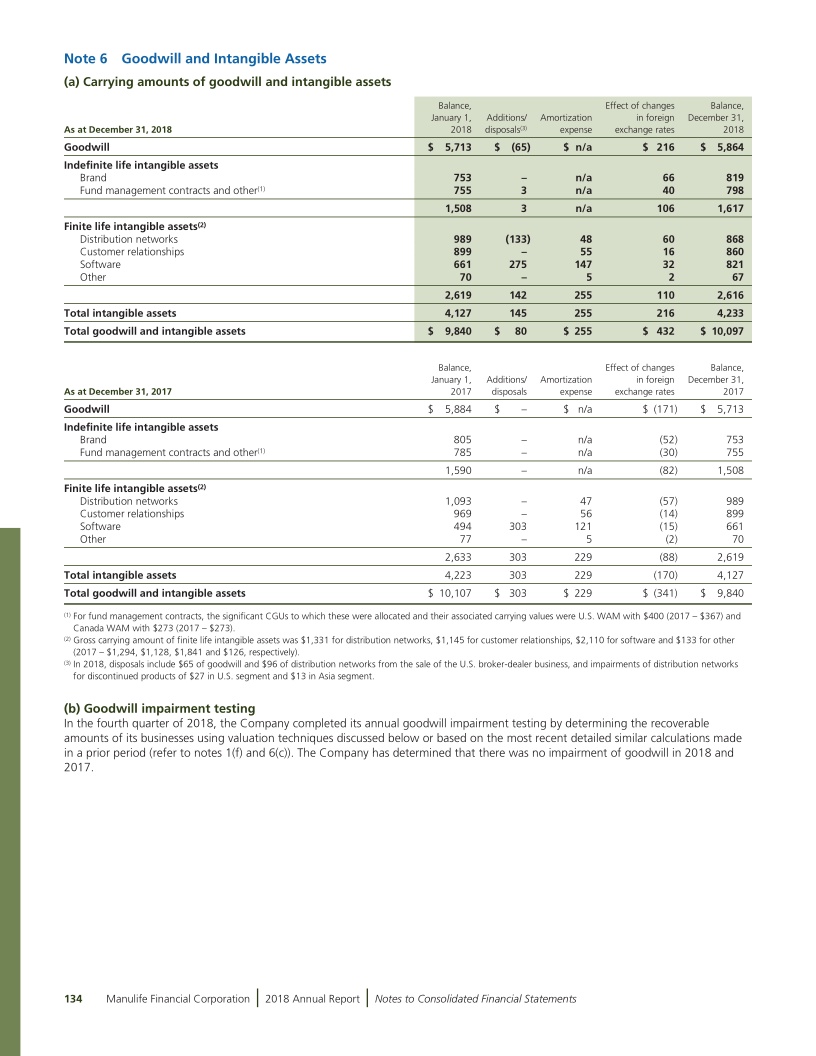 Note 6 Goodwill and Intangible Assets
(a) Carrying amounts of goodwill and intangible assets
As at December 31, 2018 Balance, January 1, 2018 Additions/ disposals(3) Amortization expense Effect of changes in foreign exchange rates Balance, December 31, 2018
Goodwill $ 5,713 $ (65) $ n/a $ 216 $ 5,864
Indefinite life intangible assets
Brand 753 – n/a 66 819
Fund management contracts and other(1) 755 3 n/a 40 798
1,508 3 n/a 106 1,617
Finite life intangible assets(2)
Distribution networks 989 (133) 48 60 868
Customer relationships 899 – 55 16 860
Software 661 275 147 32 821
Other 70 – 5 2 67
2,619 142 255 110 2,616
Total intangible assets 4,127 145 255 216 4,233
Total goodwill and intangible assets $ 9,840 $ 80 $ 255 $ 432 $ 10,097
As at December 31, 2017 Balance, January 1, 2017 Additions/ disposals Amortization expense Effect of changes in foreign exchange rates Balance, December 31, 2017
Goodwill $ 5,884 $ – $ n/a $ (171) $ 5,713
Indefinite life intangible assets
Brand 805 – n/a (52) 753
Fund management contracts and other(1) 785 – n/a (30) 755
1,590 – n/a (82) 1,508
Finite life intangible assets(2)
Distribution networks 1,093 – 47 (57) 989
Customer relationships 969 – 56 (14) 899
Software 494 303 121 (15) 661
Other 77 – 5 (2) 70
2,633 303 229 (88) 2,619
Total intangible assets 4,223 303 229 (170) 4,127
Total goodwill and intangible assets $ 10,107 $ 303 $ 229 $ (341) $ 9,840
(1) For fund management contracts, the significant CGUs to which these were allocated and their associated carrying values were U.S. WAM with $400 (2017 – $367) and
Canada WAM with $273 (2017 – $273).
(2) Gross carrying amount of finite life intangible assets was $1,331 for distribution networks, $1,145 for customer relationships, $2,110 for software and $133 for other
(2017 – $1,294, $1,128, $1,841 and $126, respectively).
(3) In 2018, disposals include $65 of goodwill and $96 of distribution networks from the sale of the U.S. broker-dealer business, and impairments of distribution networks
for discontinued products of $27 in U.S. segment and $13 in Asia segment.
(b) Goodwill impairment testing
In the fourth quarter of 2018, the Company completed its annual goodwill impairment testing by determining the recoverable
amounts of its businesses using valuation techniques discussed below or based on the most recent detailed similar calculations made
in a prior period (refer to notes 1(f) and 6(c)). The Company has determined that there was no impairment of goodwill in 2018 and
2017.
134 Manulife Financial Corporation | 2018 Annual Report | Notes to Consolidated Financial Statements